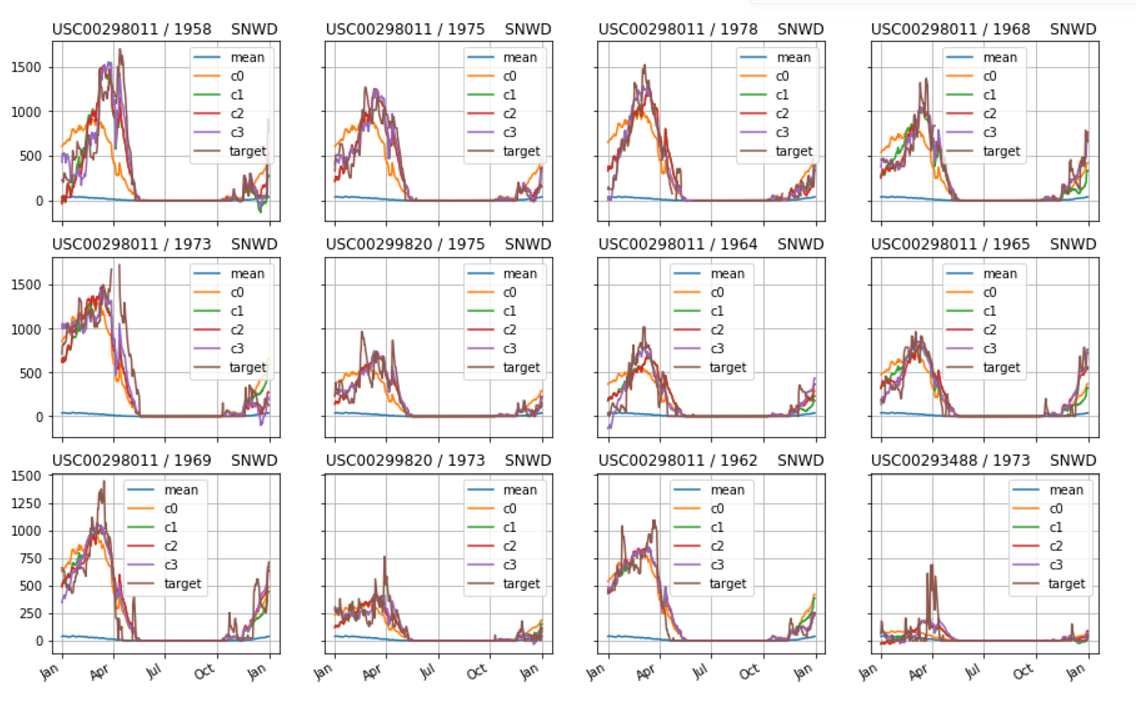 USC00298011 / 1958 SNWD
USC00298011 / 1975 SNWD
USC00298011 / 1978 SNWD
USC00298011 / 1968 SNWD
1500
1000
500
0
mean
c0
c1
c2
c3
target
mean
c0
c1
c2
c3
target
mean
c0
c1
c2
c3
target
mean
c0
c1
c2
c3
target
USC00298011 / 1973 SNWD
USC00299820 / 1975 SNWD
USC00298011 / 1964 SNWD
USC00298011 / 1965 SNWD
1500
1000
500
0
mean
c0
c1
c2
c3
target
mean
c0
c1
c2
c3
target
mean
c0
c1
c2
c3
target
mean
c0
c1
c2
c3
target
USC00298011 / 1969 SNWD
USC00299820 / 1973 SNWD
USC00298011 / 1962 SNWD
USC00293488 / 1973 SNWD
1500
1250
1000
750
500
250
0
mean
c0
c1
c2
c3
target
mean
c0
c1
c2
c3
target
mean
c0
c1
c2
c3
target
mean
c0
c1
c2
c3
target
Jan Apr Jul Oct Jan
Jan Apr Jul Oct Jan
Jan Apr Jul Oct Jan
Jan Apr Jul Oct Jan